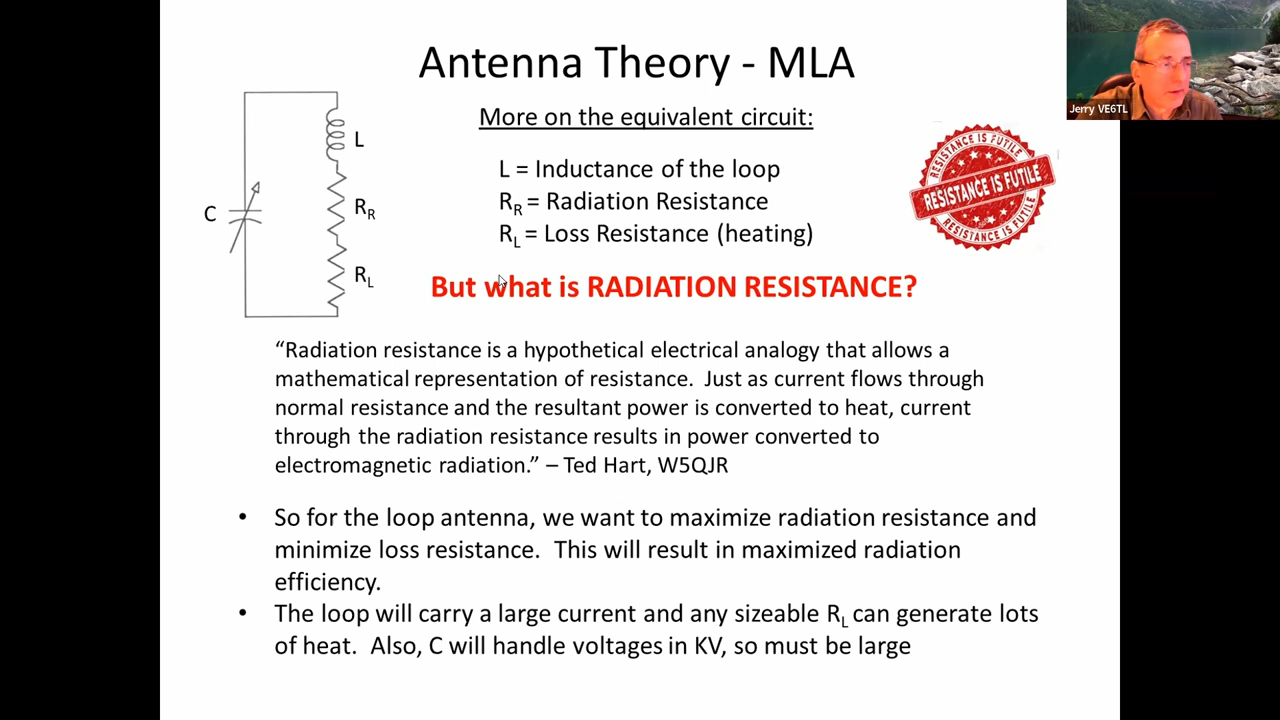 Antenna Theory - MLA
Jerry VE6TL
More on the equivalent circuit:
L
L = Inductance of the loop
RESISTANCE IS FUTILE
RESISTANCE IS FUTILE
RESISTANCE IS FUTILE
C
R_R
R_R = Radiation Resistance
R_L = Loss Resistance (heating)
R_L
But what is RADIATION RESISTANCE?
“Radiation resistance is a hypothetical electrical analogy that allows a
mathematical representation of resistance. Just as current flows through
normal resistance and the resultant power is converted to heat, current
through the radiation resistance results in power converted to
electromagnetic radiation.” – Ted Hart, W5QJR
• So for the loop antenna, we want to maximize radiation resistance and
minimize loss resistance. This will result in maximized radiation
efficiency.
• The loop will carry a large current and any sizeable R_L can generate lots
of heat. Also, C will handle voltages in KV, so must be large